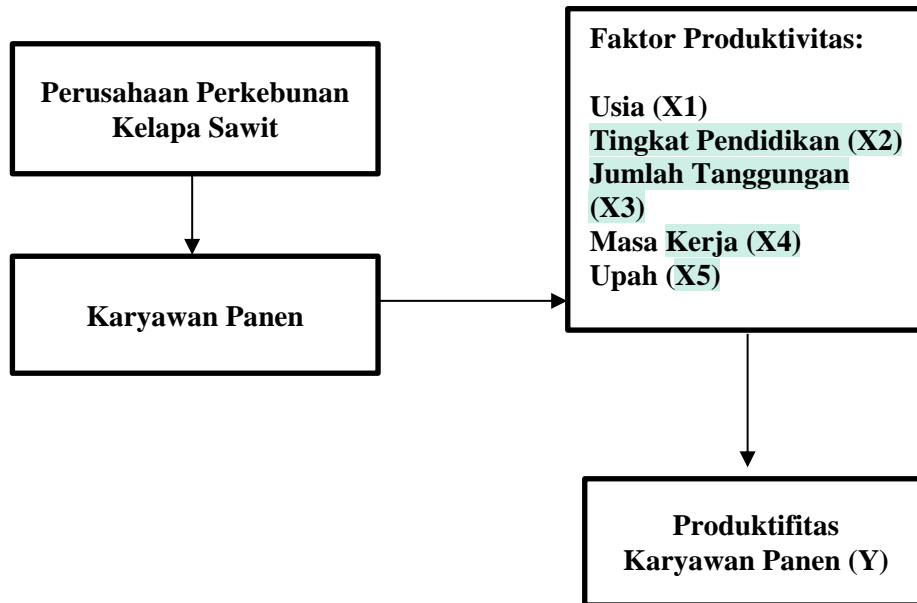 Perusahaan Perkebunan
Kelapa Sawit
Karyawan Panen
Faktor Produktivitas:
Usia (X1)
Tingkat Pendidikan (X2)
Jumlah Tanggungan
(X3)
Masa Kerja (X4)
Upah (X5)
Produktifitas
Karyawan Panen (Y)